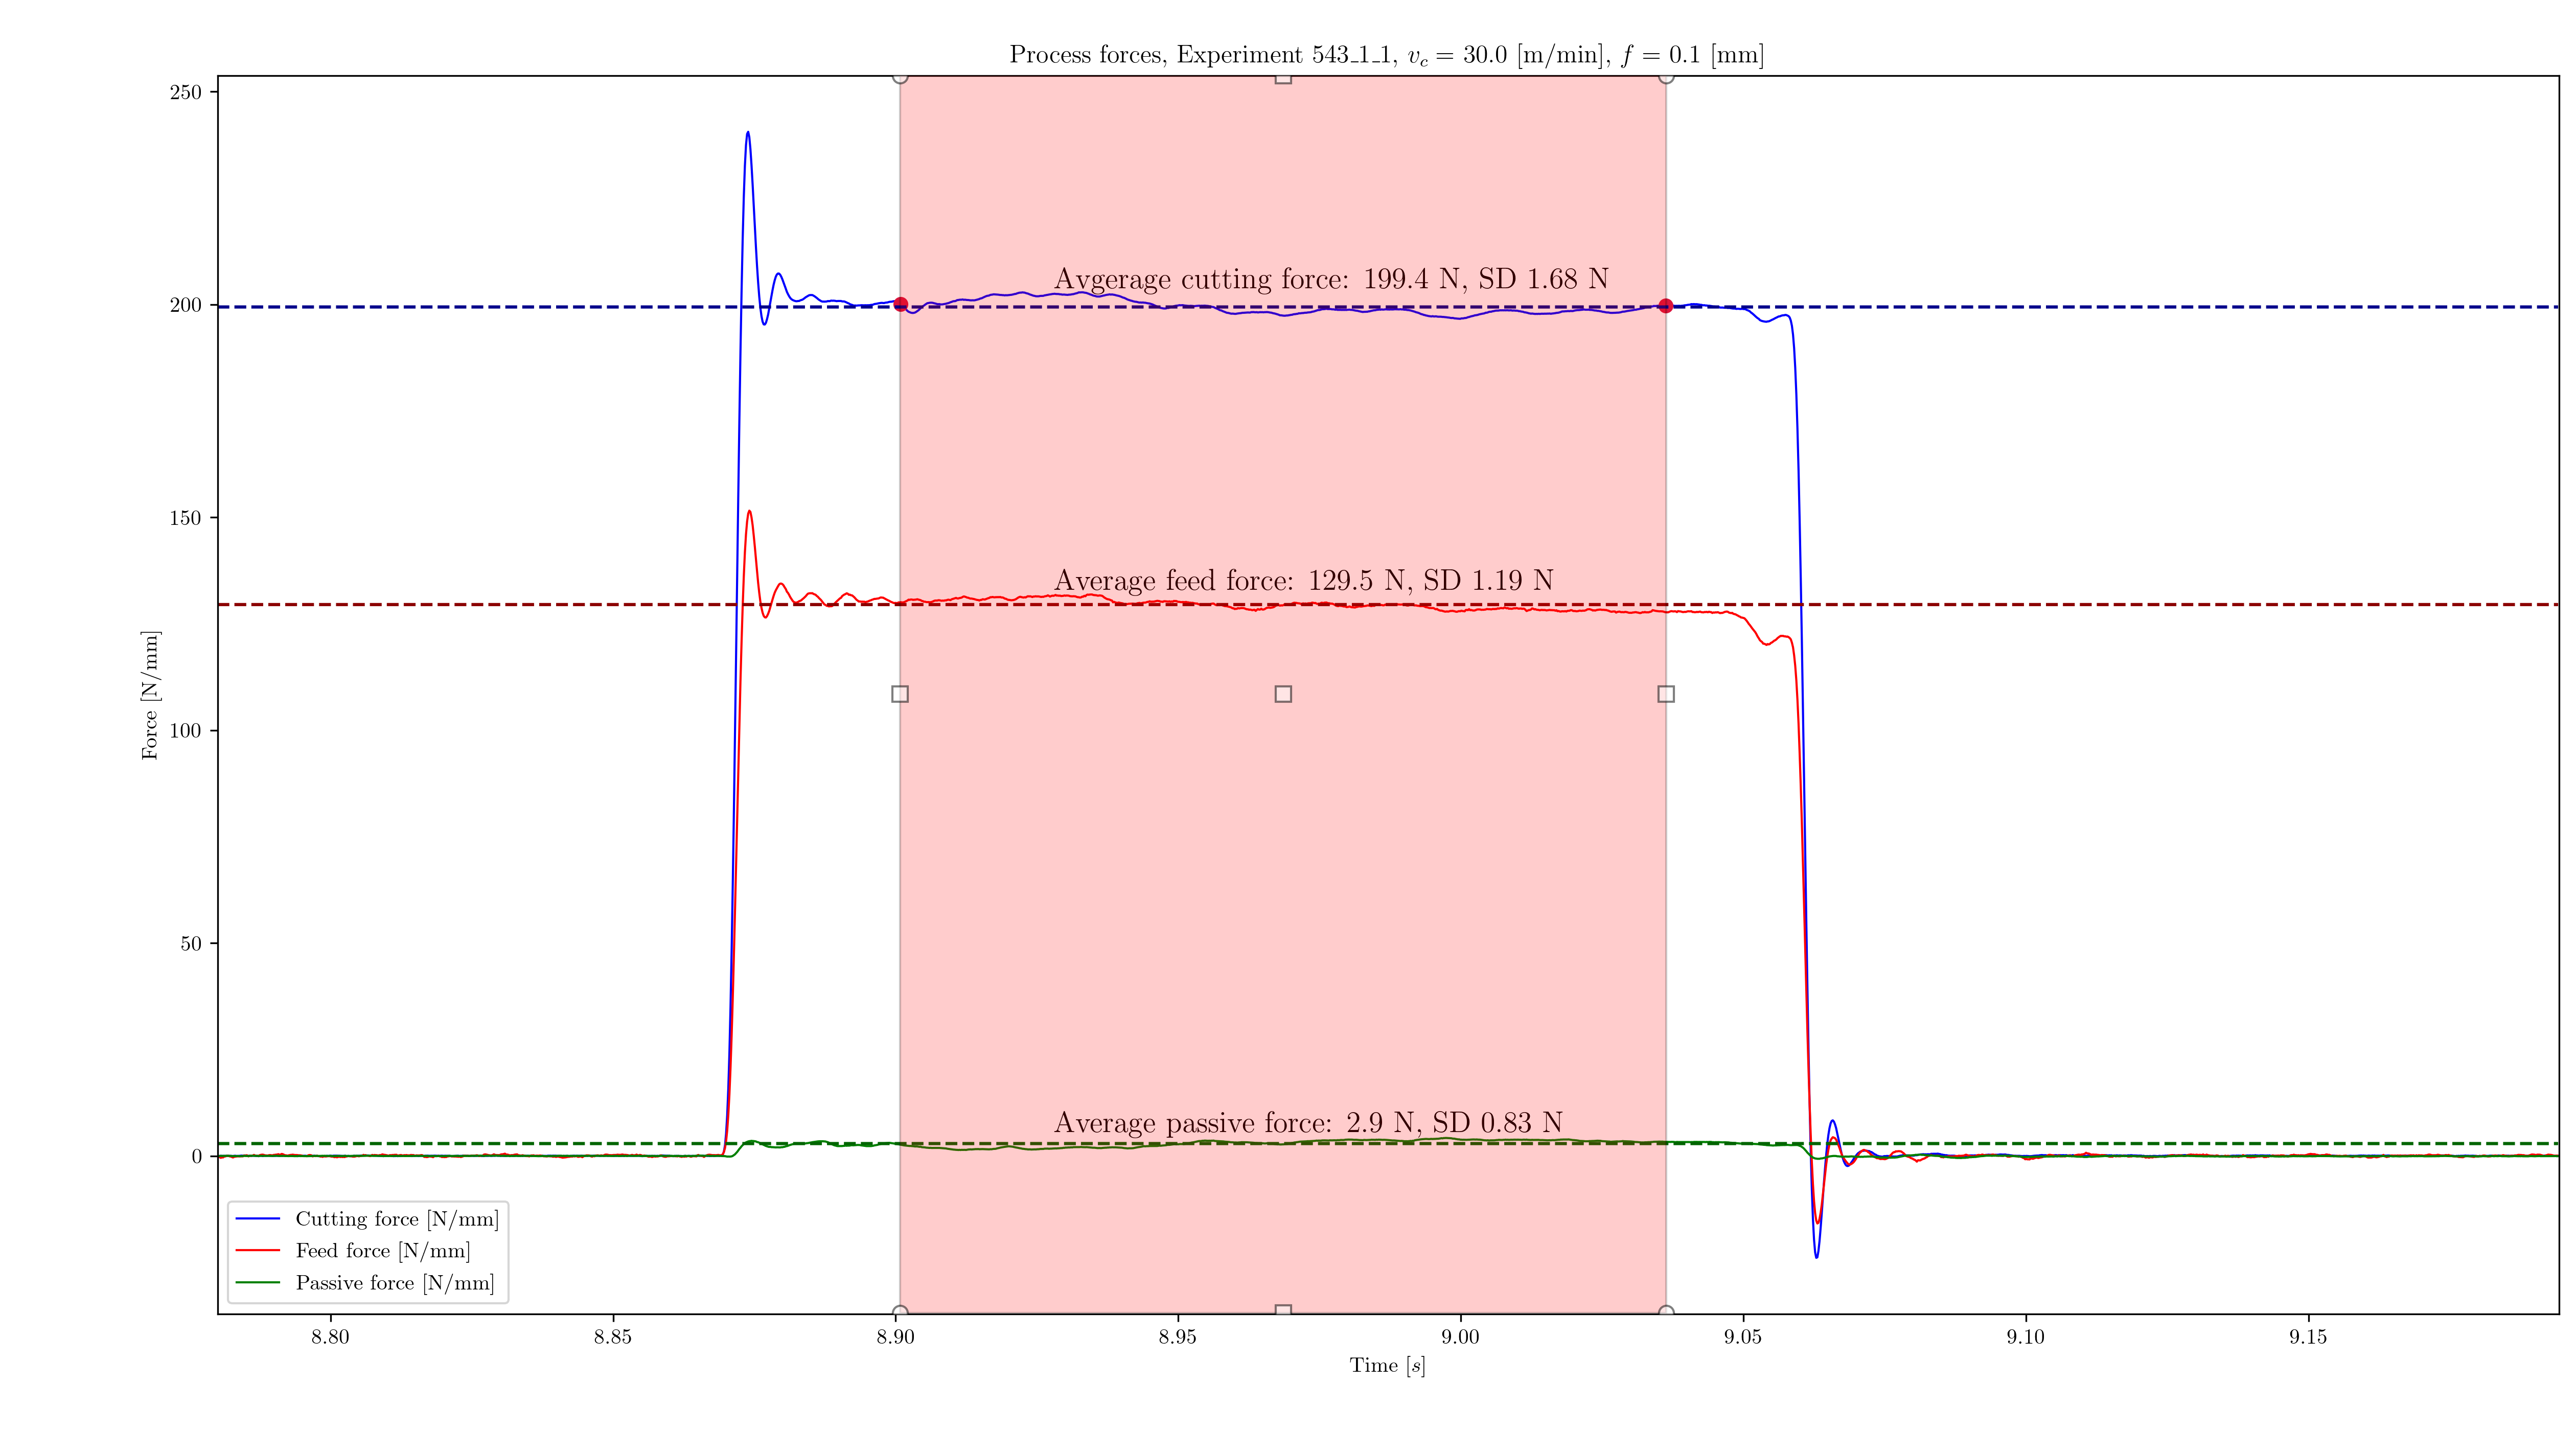 Process forces, Experiment 543_1_1, v_c = 30.0 [m/min], f = 0.1 [mm]
250
200
150
100
50
0
Force [N/mm]
Avgerage cutting force: 199.4 N, SD 1.68 N
Average feed force: 129.5 N, SD 1.19 N
Average passive force: 2.9 N, SD 0.83 N
Cutting force [N/mm]
Feed force [N/mm]
Passive force [N/mm]
8.80 8.85 8.90 8.95 9.00 9.05 9.10 9.15
Time [s]